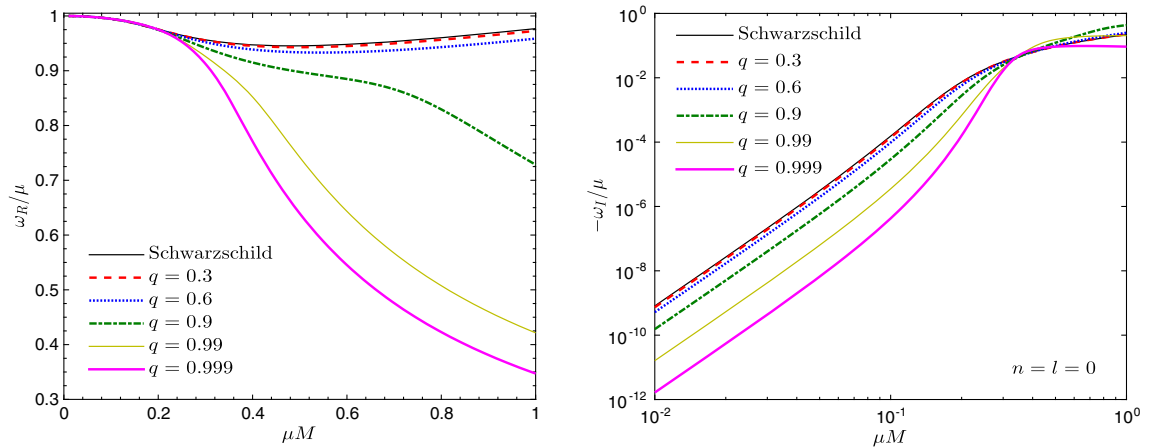 1
0.9
0.8
0.7
0.6
0.5
0.4
0.3
ω_R/μ
Schwarzschild
q = 0.3
q = 0.6
q = 0.9
q = 0.99
q = 0.999
0 0.2 0.4 0.6 0.8 1
μM
10^0
10^-2
10^-4
10^-6
10^-8
10^-10
10^-12
−ω_I/μ
Schwarzschild
q = 0.3
q = 0.6
q = 0.9
q = 0.99
q = 0.999
n = l = 0
10^-2 10^-1 10^0
μM